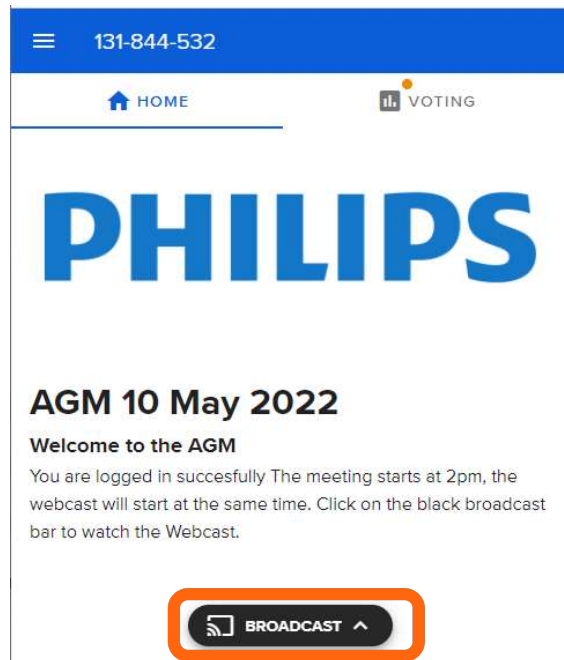 131-844-532
HOME
VOTING
PHILIPS
AGM 10 May 2022
Welcome to the AGM
You are logged in succesfully The meeting starts at 2pm, the
webcast will start at the same time. Click on the black broadcast
bar to watch the Webcast.
BROADCAST